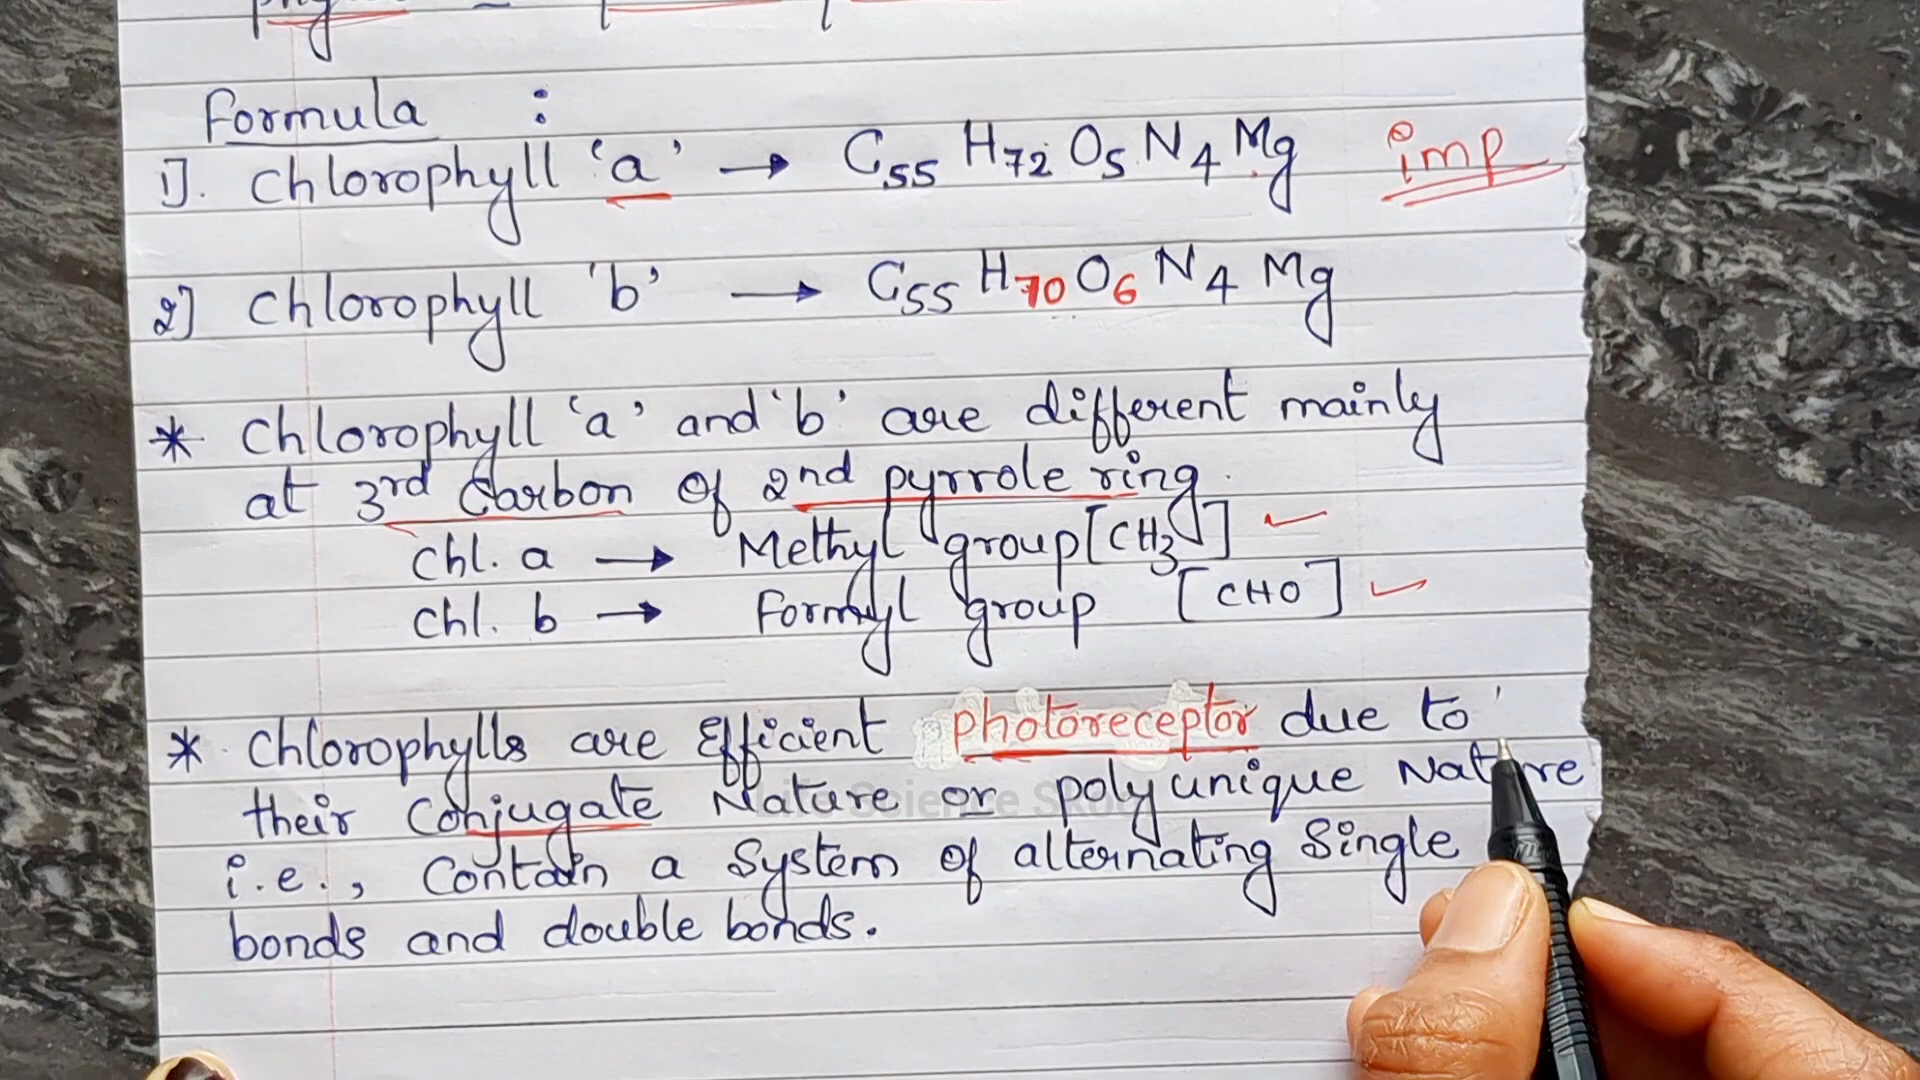 Formula :
1]. Chlorophyll 'a' → C55 H72 O5 N4 Mg imp
2] Chlorophyll 'b' → C55 H70 O6 N4 Mg
* Chlorophyll 'a' and 'b' are different mainly
at 3rd Carbon of 2nd pyrrole ring.
Chl. a → Methyl group [CH3]
Chl. b → Formyl group [CHO]
* Chlorophylls are Efficient photoreceptor due to
their Conjugate Nature or polyunique Nature
i.e., Contain a System of alternating Single
bonds and double bonds.